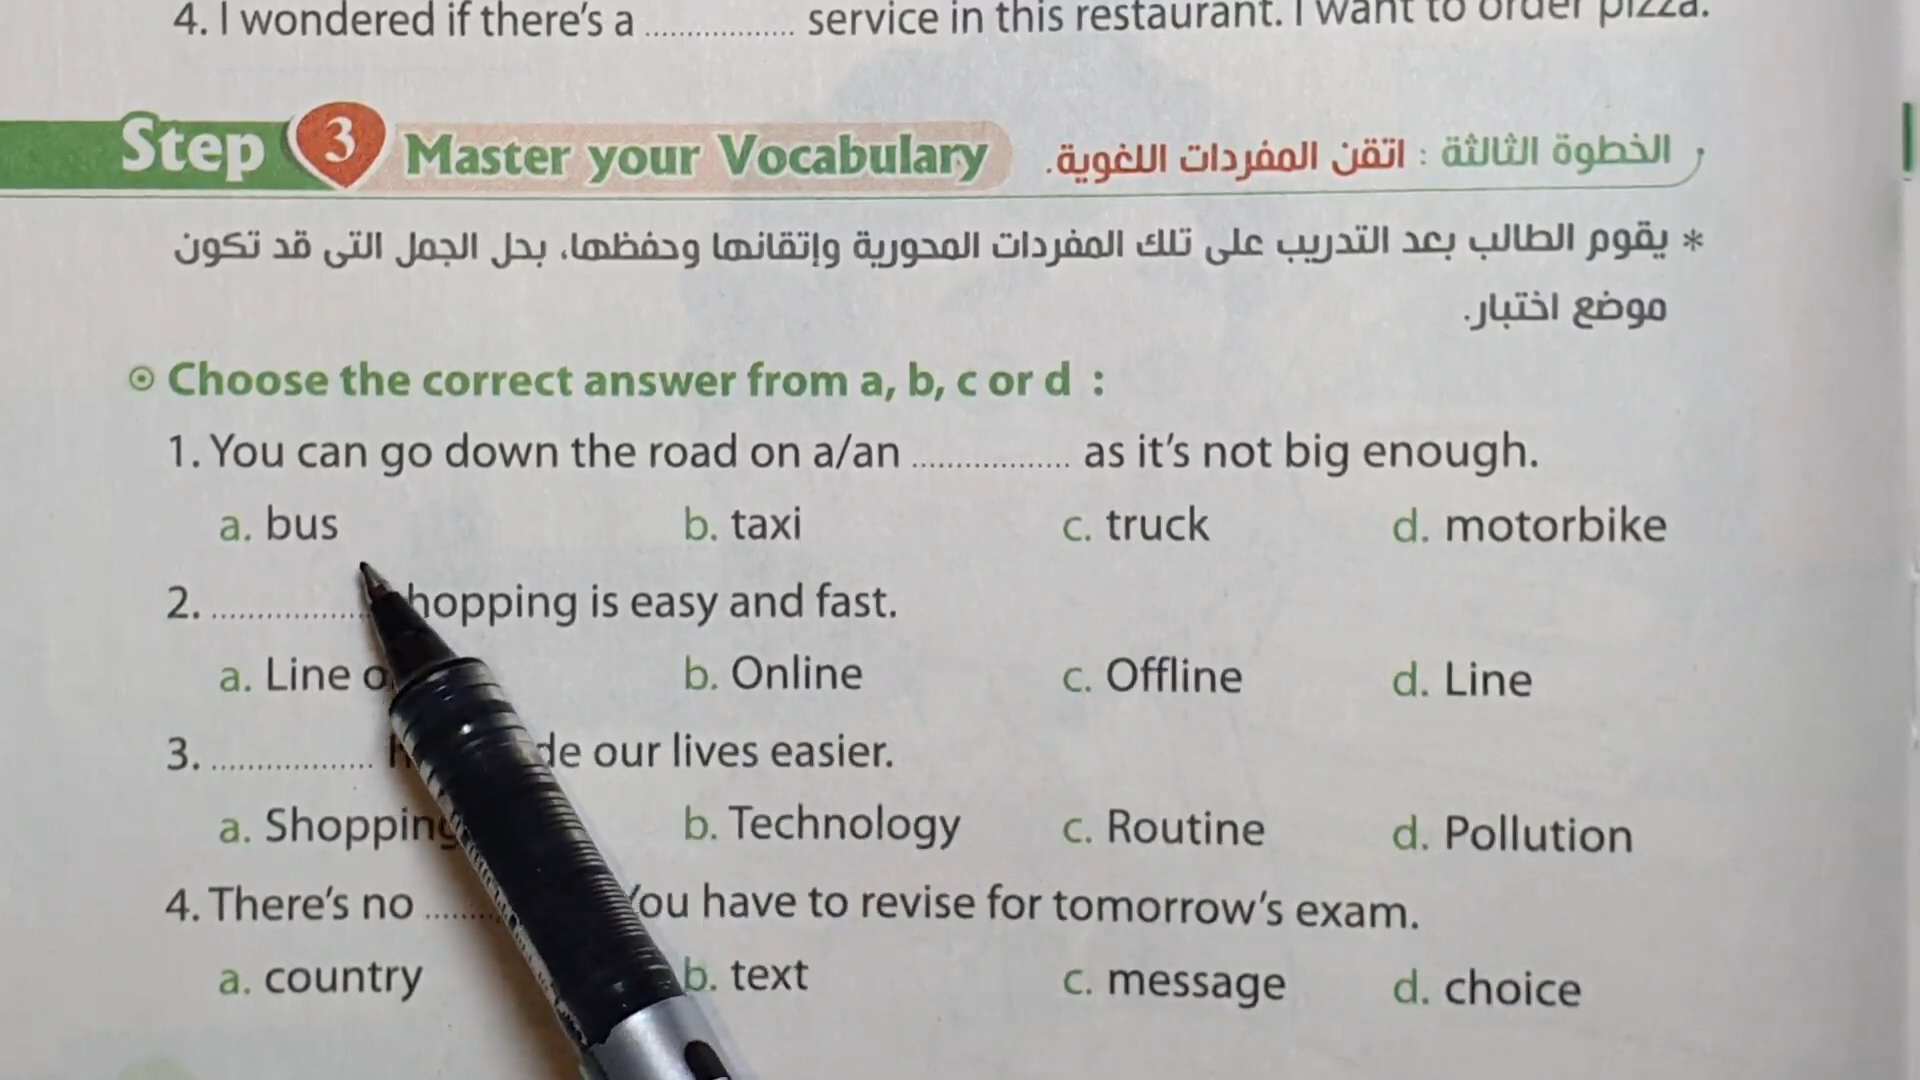 4. I wondered if there's a ................ service in this restaurant. I want to order pizza.
Step 3 Master your Vocabulary الخطوة الثالثة : اتقن المفردات اللغوية.
* يقوم الطالب بعد التدريب على تلك المفردات المحورية وإتقانها وحفظها، بحل الجمل التى قد تكون
موضع اختبار.
Choose the correct answer from a, b, c or d :
1. You can go down the road on a/an ................ as it's not big enough.
a. bus b. taxi c. truck d. motorbike
2. ................ hopping is easy and fast.
a. Line b. Online c. Offline d. Line
3. ................ de our lives easier.
a. Shopping b. Technology c. Routine d. Pollution
4. There's no ........ You have to revise for tomorrow's exam.
a. country b. text c. message d. choice